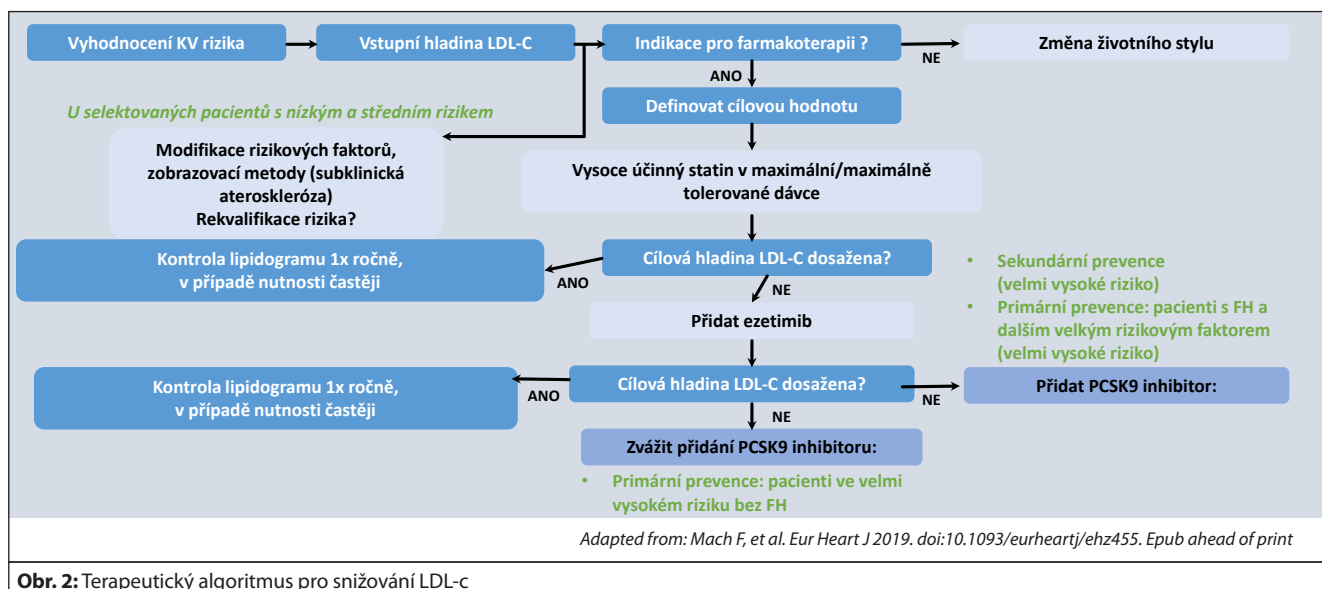 Vyhodnocení KV rizika
Vstupní hladina LDL-C
Indikace pro farmakoterapii ?
NE
Změna životního stylu
ANO
U selektovaných pacientů s nízkým a středním rizikem
Definovat cílovou hodnotu
Modifikace rizikových faktorů,
zobrazovací metody (subklinická
ateroskleróza)
Rekvalifikace rizika?
Vysoce účinný statin v maximální/maximálně
tolerované dávce
Kontrola lipidogramu 1x ročně,
v případě nutnosti častěji
ANO
Cílová hladina LDL-C dosažena?
NE
• Sekundární prevence
(velmi vysoké riziko)
• Primární prevence: pacienti s FH a
dalším velkým rizikovým faktorem
(velmi vysoké riziko)
Přidat ezetimib
Kontrola lipidogramu 1x ročně,
v případě nutnosti častěji
ANO
Cílová hladina LDL-C dosažena?
NE
Přidat PCSK9 inhibitor:
NE
Zvážit přidání PCSK9 inhibitoru:
• Primární prevence: pacienti ve velmi
vysokém riziku bez FH
Adapted from: Mach F, et al. Eur Heart J 2019. doi:10.1093/eurheartj/ehz455. Epub ahead of print
Obr. 2: Terapeutický algoritmus pro snižování LDL-c